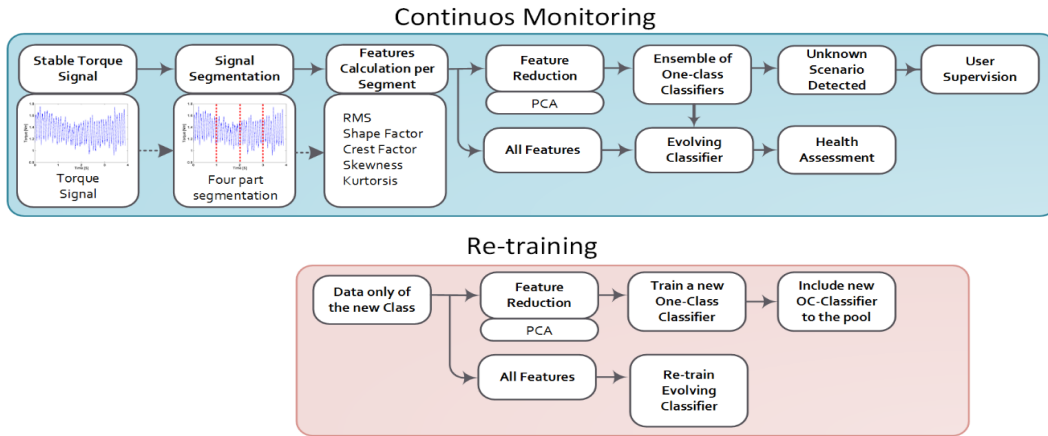 Continuos Monitoring
Stable Torque
Signal
Signal
Segmentation
Features
Calculation per
Segment
Feature
Reduction
PCA
Ensemble of
One-class
Classifiers
Unknown
Scenario
Detected
User
Supervision
Torque
Signal
Four part
segmentation
RMS
Shape Factor
Crest Factor
Skewness
Kurtorsis
All Features
Evolving
Classifier
Health
Assessment
Re-training
Data only of
the new Class
Feature
Reduction
PCA
Train a new
One-Class
Classifier
Include new
OC-Classifier
to the pool
All Features
Re-train
Evolving
Classifier